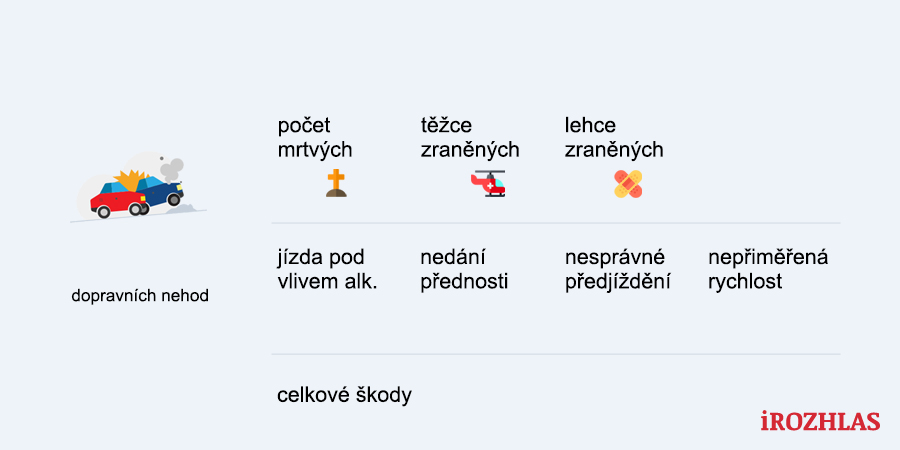 počet
mrtvých
těžce
zraněných
lehce
zraněných
jízda pod
vlivem alk.
nedání
přednosti
nesprávné
předjíždění
nepřiměřená
rychlost
dopravních nehod
celkové škody
iROZHLAS